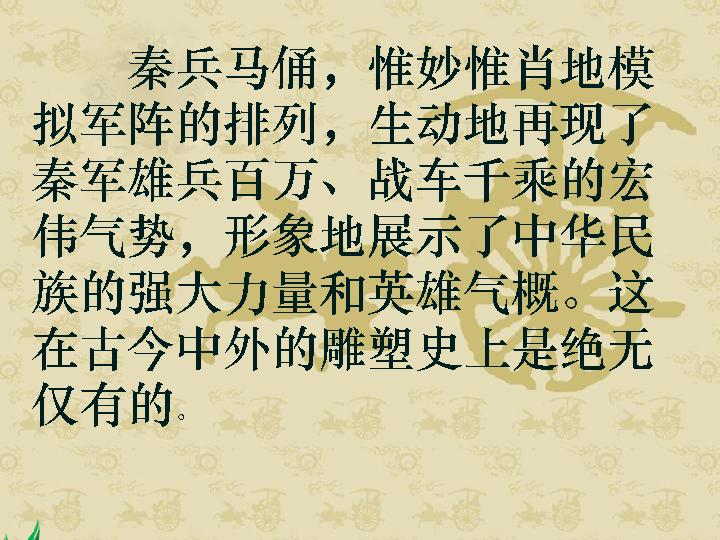 秦兵马俑，惟妙惟肖地模
拟军阵的排列，生动地再现了
秦军雄兵百万、战车千乘的宏
伟气势，形象地展示了中华民
族的强大力量和英雄气概。这
在古今中外的雕塑史上是绝无
仅有的。